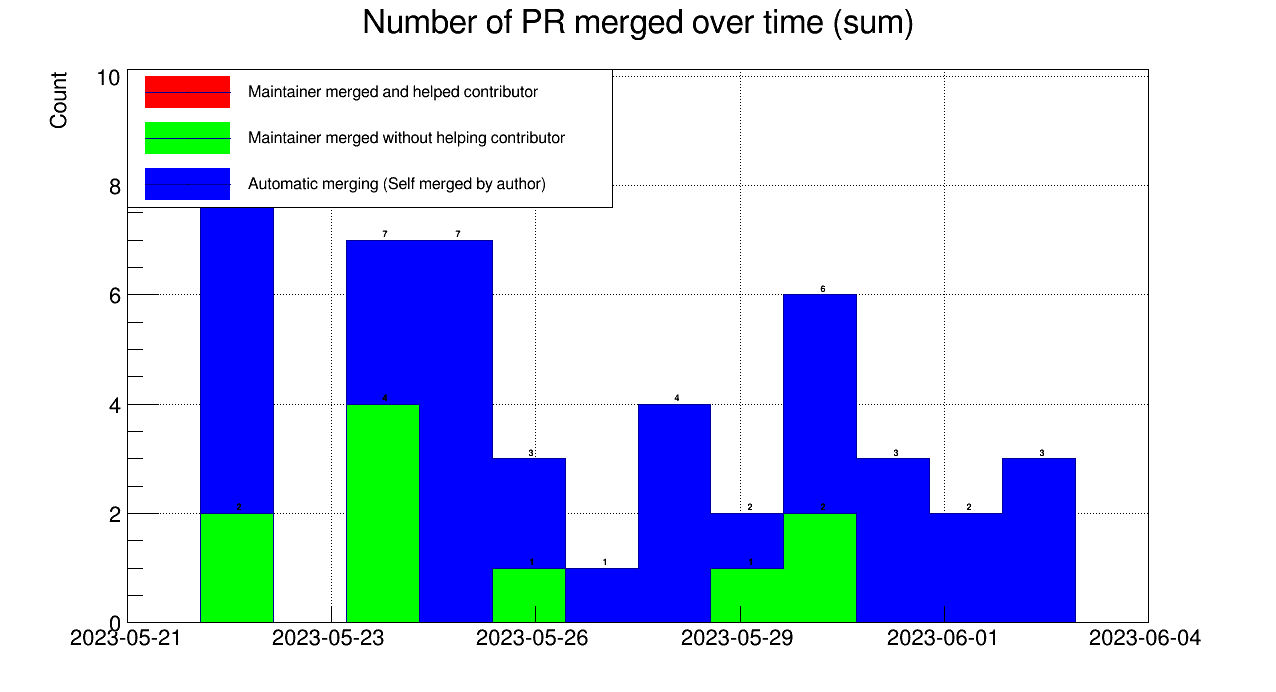 Number of PR merged over time (sum)
Count
Maintainer merged and helped contributor
Maintainer merged without helping contributor
Automatic merging (Self merged by author)
10
8
6
4
2
0
7 7
6
4 4
3 3 3
2 2 2 2
1 1 1
2023-05-21 2023-05-23 2023-05-26 2023-05-29 2023-06-01 2023-06-04